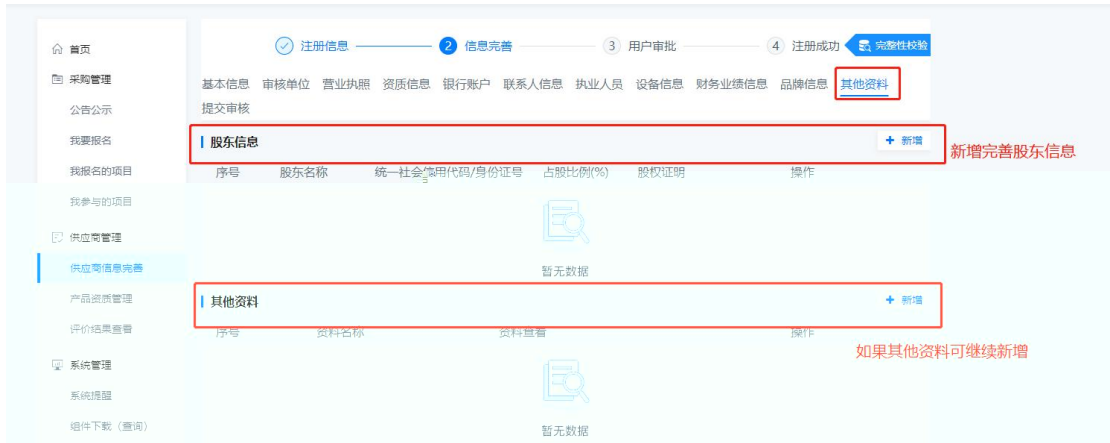 首页
采购管理
公告公示
我要报名
我报名的项目
我参与的项目
供应商管理
供应商信息完善
产品资质管理
评价结果查看
系统管理
系统提醒
组件下载（查询）
注册信息 2 信息完善 3 用户审批 4 注册成功 完整性校验
基本信息 审核单位 营业执照 资质信息 银行账户 联系人信息 执业人员 设备信息 财务业绩信息 品牌信息 其他资料
提交审核
股东信息 + 新增
新增完善股东信息
序号 股东名称 统一社会信用代码/身份证号 占股比例(%) 股权证明 操作
暂无数据
其他资料 + 新增
序号 资料名称 资料查看 操作
如果其他资料可继续新增
暂无数据